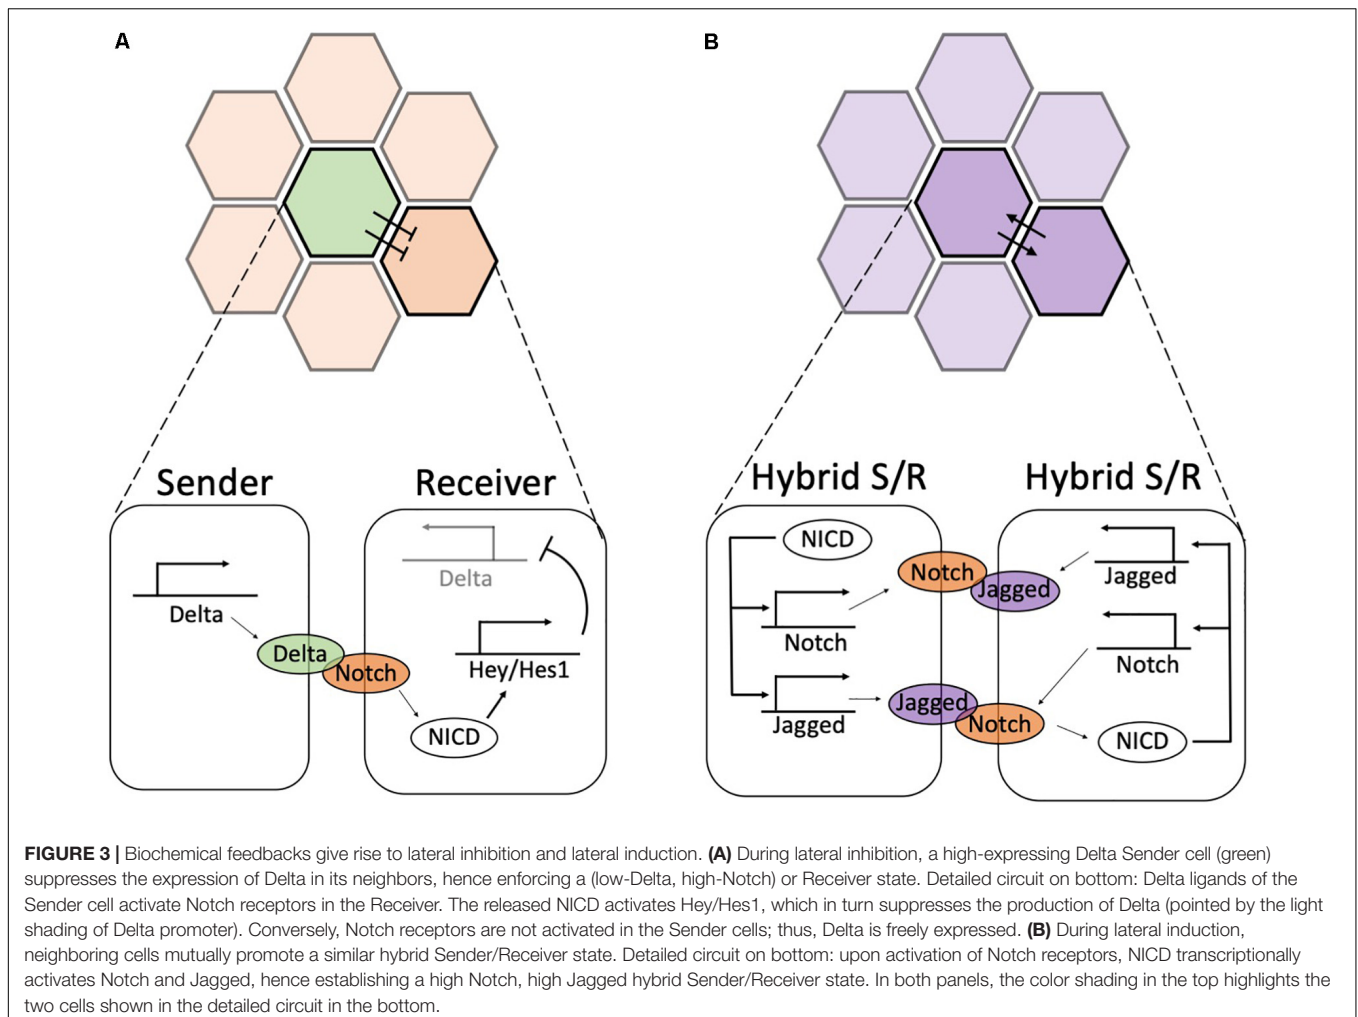 A
B
Sender
Receiver
Delta
Delta
Delta
Notch
Hey/Hes1
NICD
Hybrid S/R
Hybrid S/R
NICD
Notch
Jagged
Jagged
Notch
Notch
Jagged
Jagged
Notch
NICD
FIGURE 3 | Biochemical feedbacks give rise to lateral inhibition and lateral induction. (A) During lateral inhibition, a high-expressing Delta Sender cell (green)
suppresses the expression of Delta in its neighbors, hence enforcing a (low-Delta, high-Notch) or Receiver state. Detailed circuit on bottom: Delta ligands of the
Sender cell activate Notch receptors in the Receiver. The released NICD activates Hey/Hes1, which in turn suppresses the production of Delta (pointed by the light
shading of Delta promoter). Conversely, Notch receptors are not activated in the Sender cells; thus, Delta is freely expressed. (B) During lateral induction,
neighboring cells mutually promote a similar hybrid Sender/Receiver state. Detailed circuit on bottom: upon activation of Notch receptors, NICD transcriptionally
activates Notch and Jagged, hence establishing a high Notch, high Jagged hybrid Sender/Receiver state. In both panels, the color shading in the top highlights the
two cells shown in the detailed circuit in the bottom.